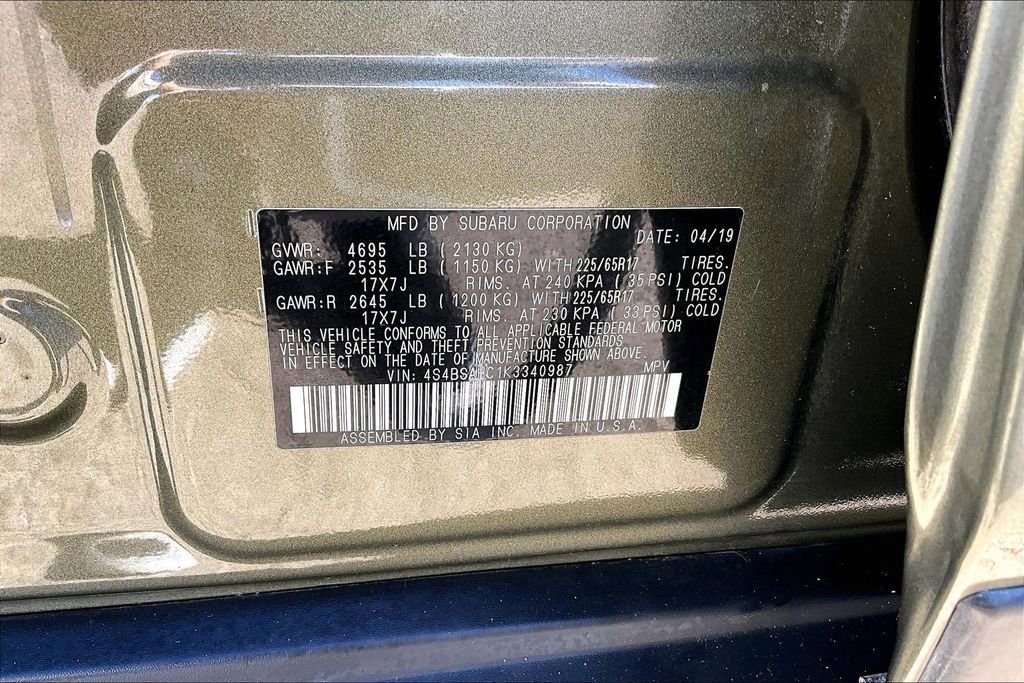 MFD BY SUBARU CORPORATION
DATE: 04/19
GVWR: 4695 LB ( 2130 KG)
GAWR:F 2535 LB ( 1150 KG) WITH 225/65R17 TIRES.
17X7J RIMS. AT 240 KPA ( 35 PSI) COLD
GAWR:R 2645 LB ( 1200 KG) WITH 225/65R17 TIRES.
17X7J RIMS. AT 230 KPA ( 33 PSI) COLD
THIS VEHICLE CONFORMS TO ALL APPLICABLE FEDERAL MOTOR
VEHICLE SAFETY AND THEFT PREVENTION STANDARDS
IN EFFECT ON THE DATE OF MANUFACTURE SHOWN ABOVE.
VIN: MPV
ASSEMBLED BY SIA INC. MADE IN U.S.A.